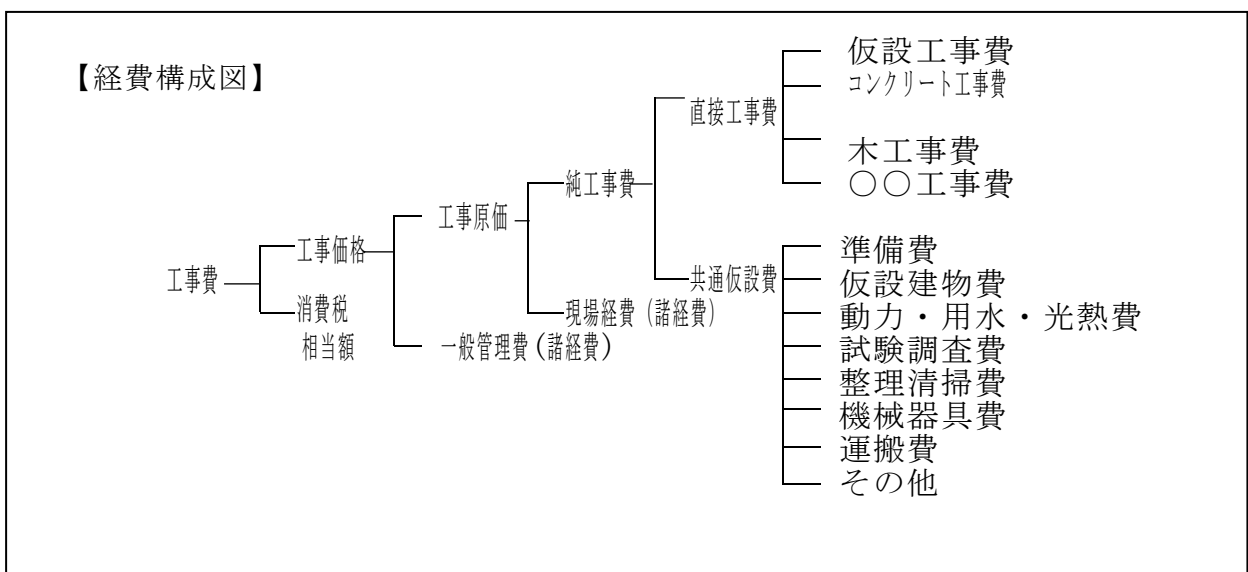 【経費構成図】
工事費
工事価格
消費税
相当額
工事原価
一般管理費(諸経費)
純工事費
現場経費(諸経費)
直接工事費
共通仮設費
仮設工事費
コンクリート工事費
木工事費
○○工事費
準備費
仮設建物費
動力・用水・光熱費
試験調査費
整理清掃費
機械器具費
運搬費
その他